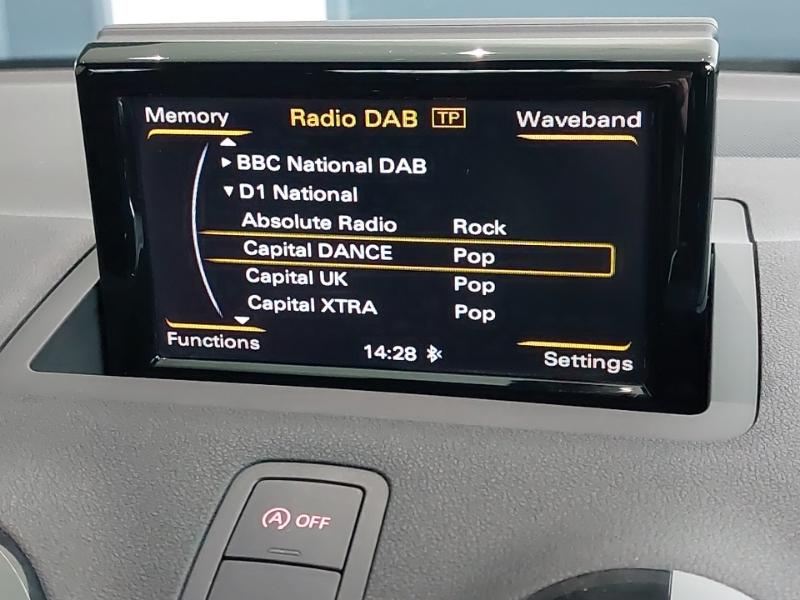 Memory Radio DAB TP Waveband
BBC National DAB
D1 National
Absolute Radio Rock
Capital DANCE Pop
Capital UK Pop
Capital XTRA Pop
Functions 14:28 Settings
A OFF